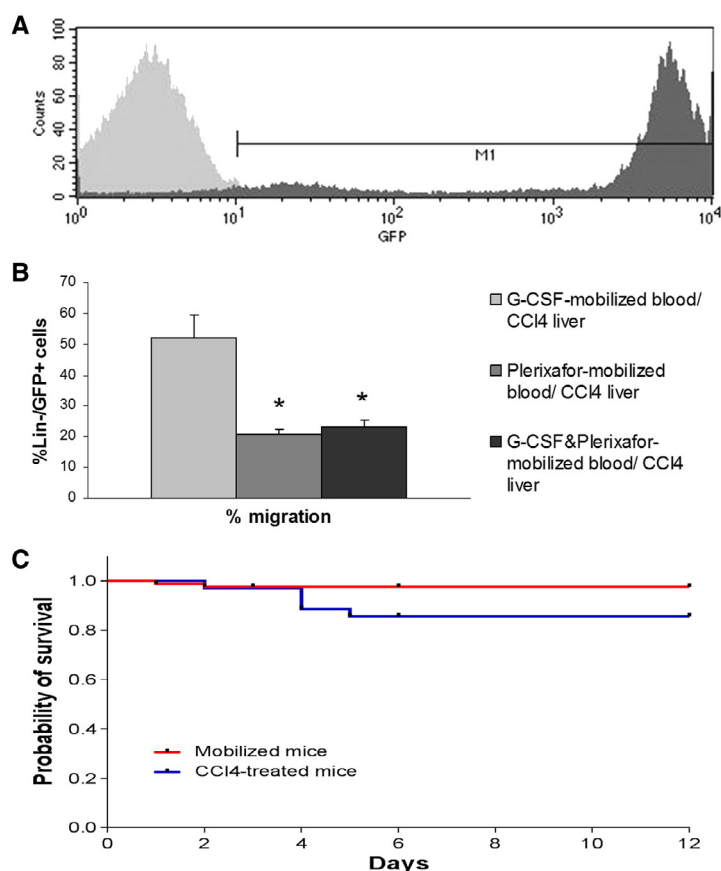 A
100
80
60
40
20
0
Counts
M1
10^0 10^1 10^2 10^3 10^4
GFP
B
70
60
50
40
30
20
10
0
%Lin-/GFP+ cells
* *
% migration
G-CSF-mobilized blood/
CCl4 liver
Plerixafor-mobilized
blood/ CCl4 liver
G-CSF&Plerixafor-
mobilized blood/ CCl4
liver
C
1.0
0.8
0.6
0.4
0.2
0.0
Probability of survival
Mobilized mice
CCl4-treated mice
0 2 4 6 8 10 12
Days